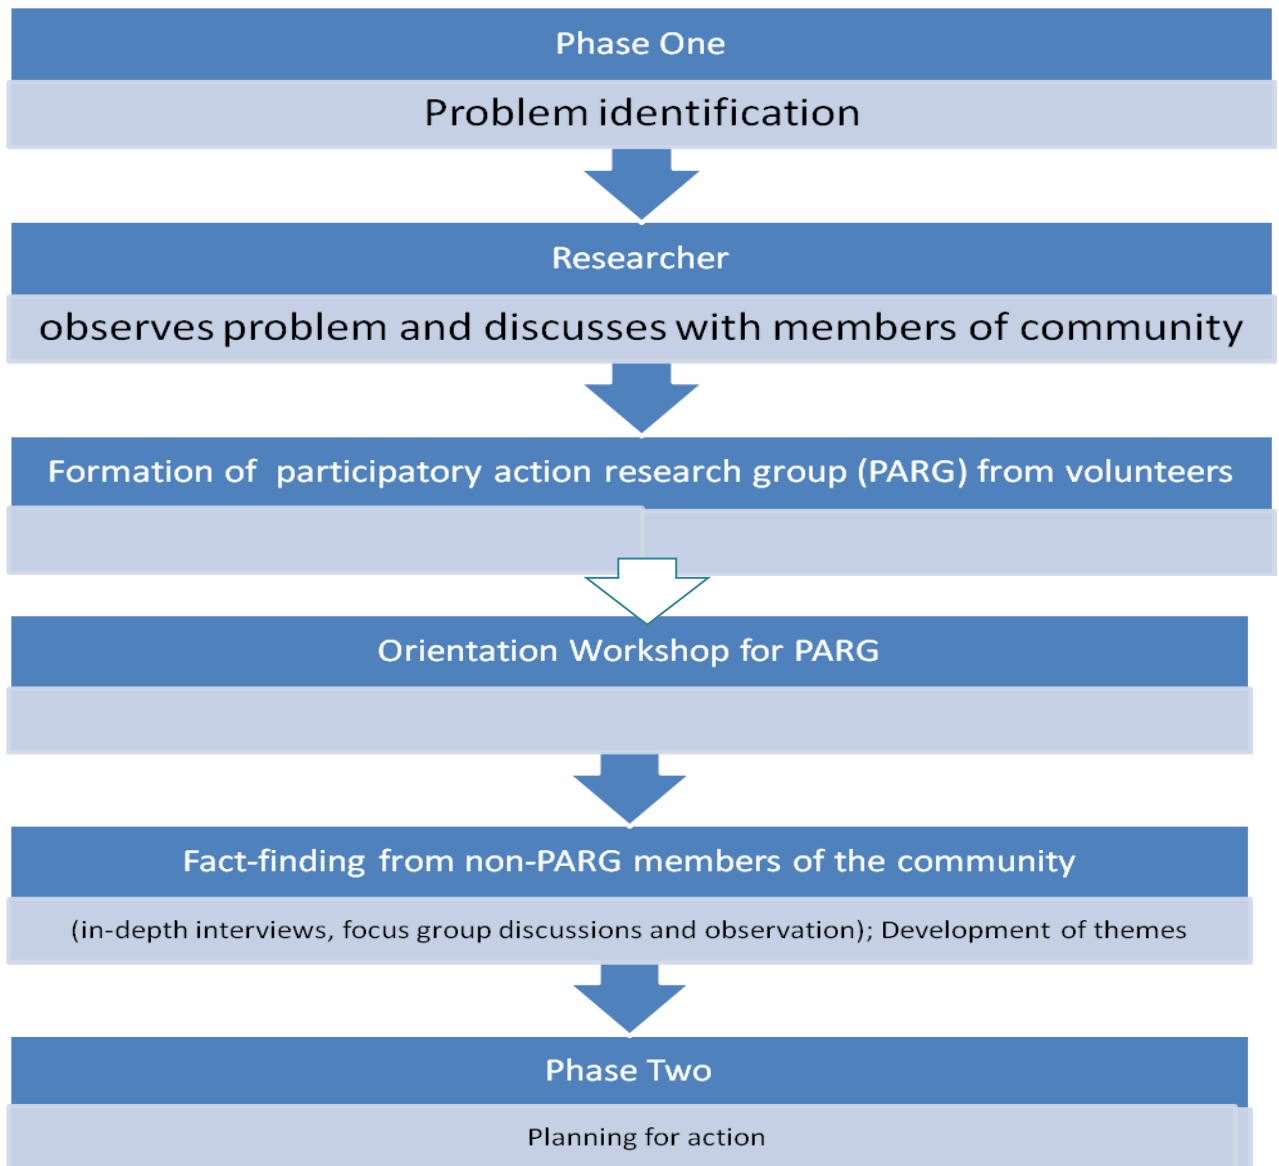 Phase One
Problem identification
Researcher
observes problem and discusses with members of community
Formation of participatory action research group (PARG) from volunteers
Orientation Workshop for PARG
Fact-finding from non-PARG members of the community
(in-depth interviews, focus group discussions and observation); Development of themes
Phase Two
Planning for action